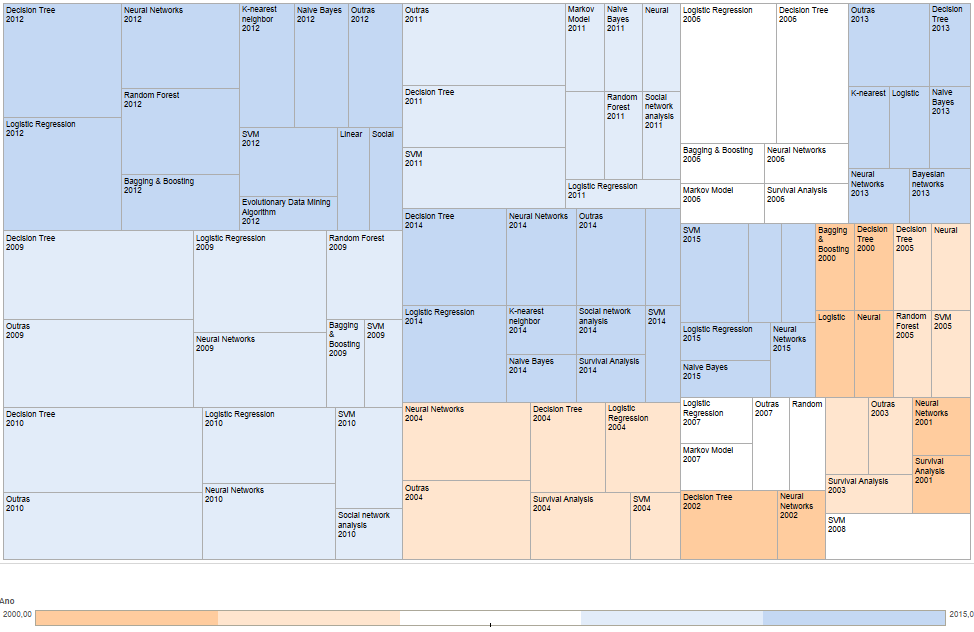 Decision Tree
2012
Neural Networks
2012
K-nearest
neighbor
2012
Naive Bayes
2012
Outras
2012
Random Forest
2012
Logistic Regression
2012
Bagging & Boosting
2012
SVM
2012
Linear
Social
Evolutionary Data Mining
Algorithm
2012
Decision Tree
2009
Logistic Regression
2009
Random Forest
2009
Outras
2009
Neural Networks
2009
Bagging
&
Boosting
2009
SVM
2009
Decision Tree
2010
Logistic Regression
2010
SVM
2010
Outras
2010
Neural Networks
2010
Social network
analysis
2010
Outras
2011
Markov
Model
2011
Naive
Bayes
2011
Neural
Decision Tree
2011
Random
Forest
2011
Social
network
analysis
2011
SVM
2011
Logistic Regression
2011
Decision Tree
2014
Neural Networks
2014
Outras
2014
Logistic Regression
2014
K-nearest
neighbor
2014
Social network
analysis
2014
SVM
2014
Naive Bayes
2014
Survival Analysis
2014
Neural Networks
2004
Decision Tree
2004
Logistic
Regression
2004
Outras
2004
Survival Analysis
2004
SVM
2004
Logistic Regression
2006
Decision Tree
2006
Bagging & Boosting
2006
Neural Networks
2006
Markov Model
2006
Survival Analysis
2006
Outras
2013
Decision
Tree
2013
K-nearest
Logistic
Naive
Bayes
2013
Neural
Networks
2013
Bayesian
networks
2013
SVM
2015
Logistic Regression
2015
Neural
Networks
2015
Naive Bayes
2015
Bagging
&
Boosting
2000
Decision
Tree
2000
Decision
Tree
2005
Neural
Logistic
Neural
Random
Forest
2005
SVM
2005
Logistic
Regression
2007
Outras
2007
Random
Markov Model
2007
Outras
2003
Neural
Networks
2001
Survival Analysis
2003
Survival
Analysis
2001
Decision Tree
2002
Neural
Networks
2002
SVM
2008
Ano
2000,00
2015,0